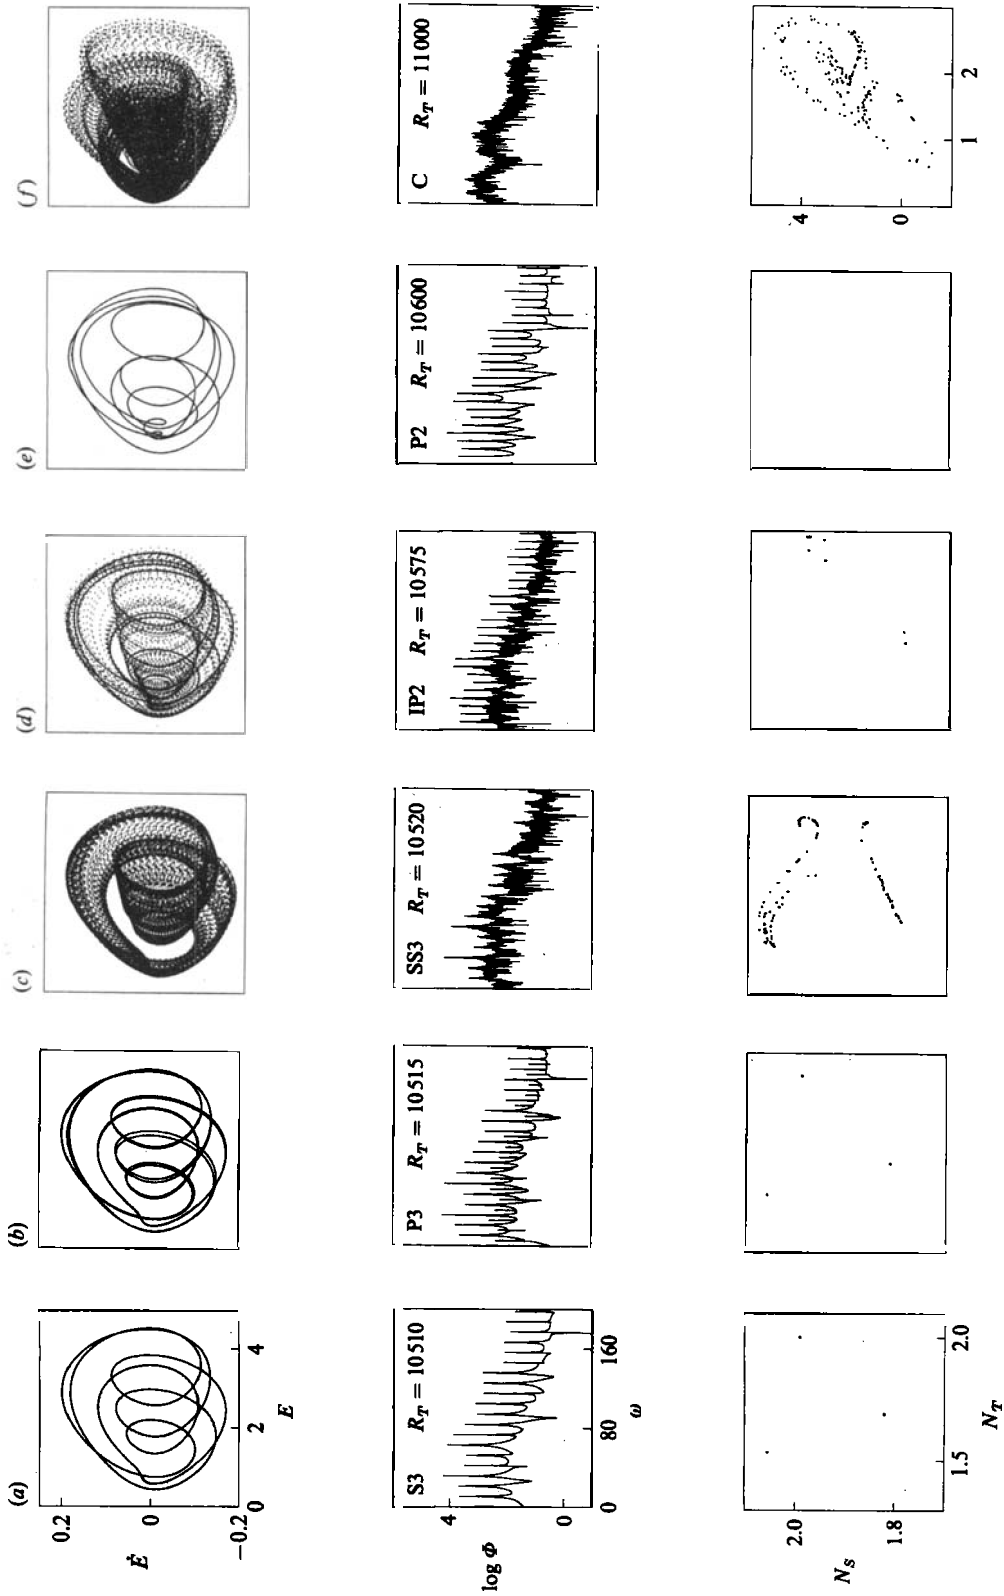 (a)
(b)
(c)
(d)
(e)
(f)
0.2
0
−0.2
Ė
0
2
4
E
S3 R_T = 10510
P3 R_T = 10515
SS3 R_T = 10520
IP2 R_T = 10575
P2 R_T = 10600
C R_T = 11000
4
0
log Φ
0
80
160
ω
2.0
1.8
N_S
1.5
2.0
N_T
4
0
1
2